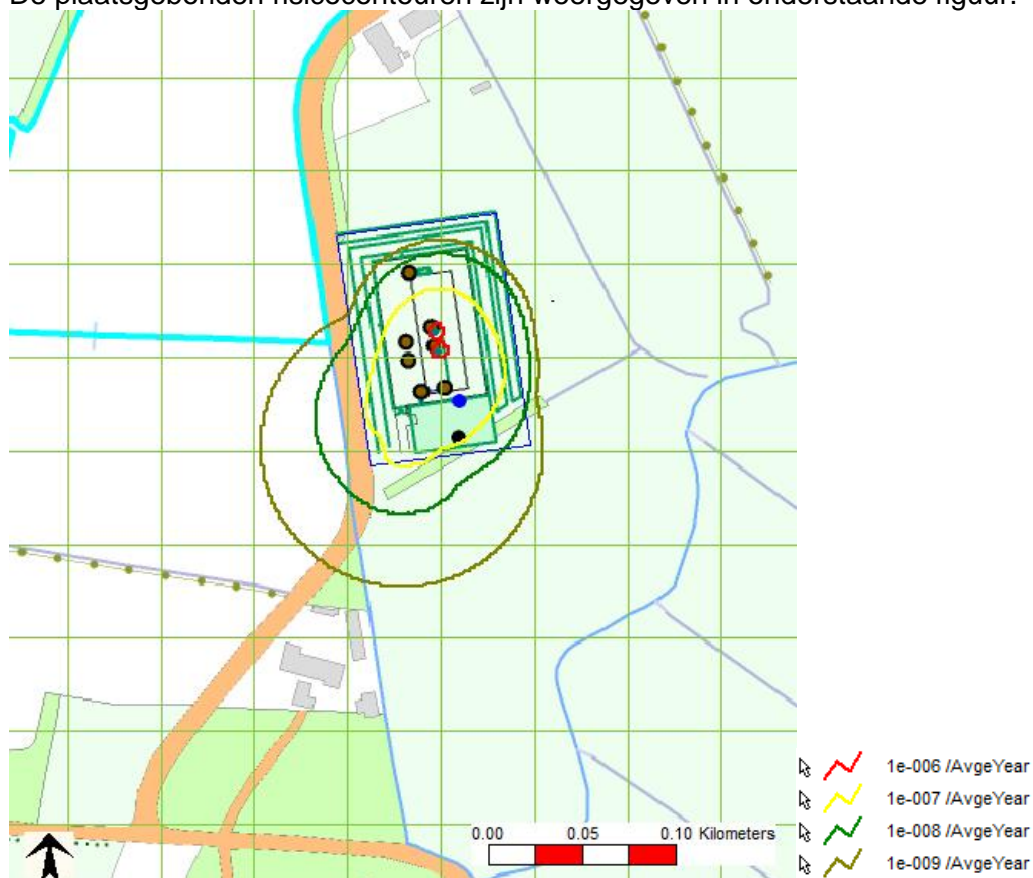 De plaatsgebonden risicocontouren zijn weergegeven in onderstaande figuur:
1e-006 /AvgeYear
1e-007 /AvgeYear
1e-008 /AvgeYear
1e-009 /AvgeYear
0.00 0.05 0.10 Kilometers